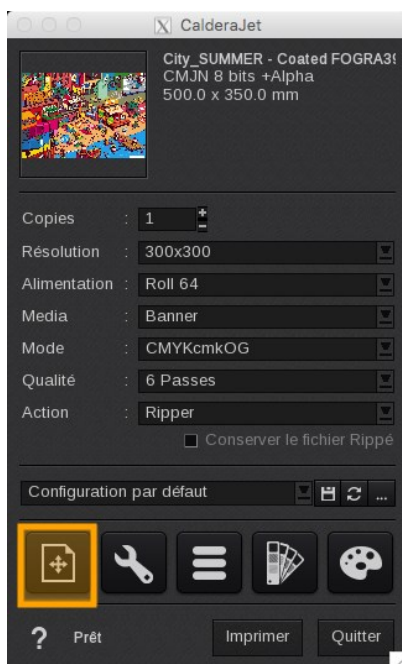 CalderaJet
City_SUMMER - Coated FOGRA39
CMJN 8 bits +Alpha
500.0 x 350.0 mm
Copies : 1
Résolution : 300x300
Alimentation : Roll 64
Media : Banner
Mode : CMYKcmkOG
Qualité : 6 Passes
Action : Ripper
Conserver le fichier Rippé
Configuration par défaut ...
? Prêt Imprimer Quitter